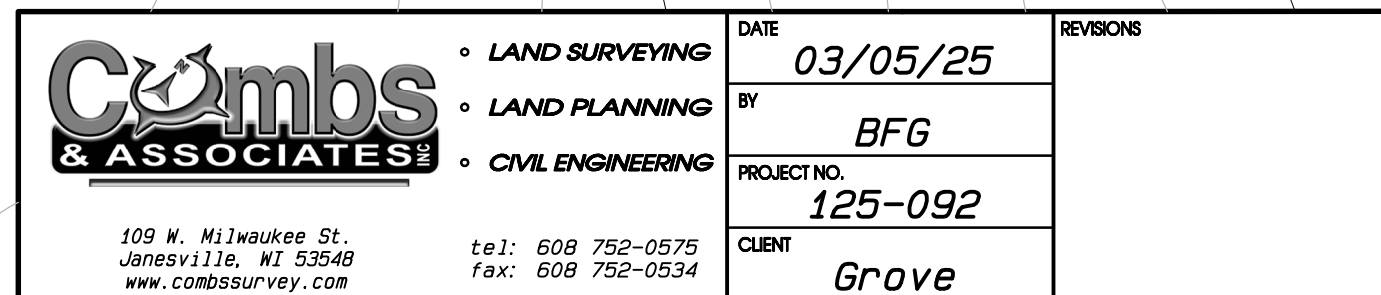 Combs
& ASSOCIATES INC
° LAND SURVEYING
° LAND PLANNING
° CIVIL ENGINEERING
109 W. Milwaukee St.
Janesville, WI 53548
www.combssurvey.com
tel: 608 752-0575
fax: 608 752-0534
DATE
03/05/25
BY
BFG
PROJECT NO.
125-092
CLIENT
Grove
REVISIONS